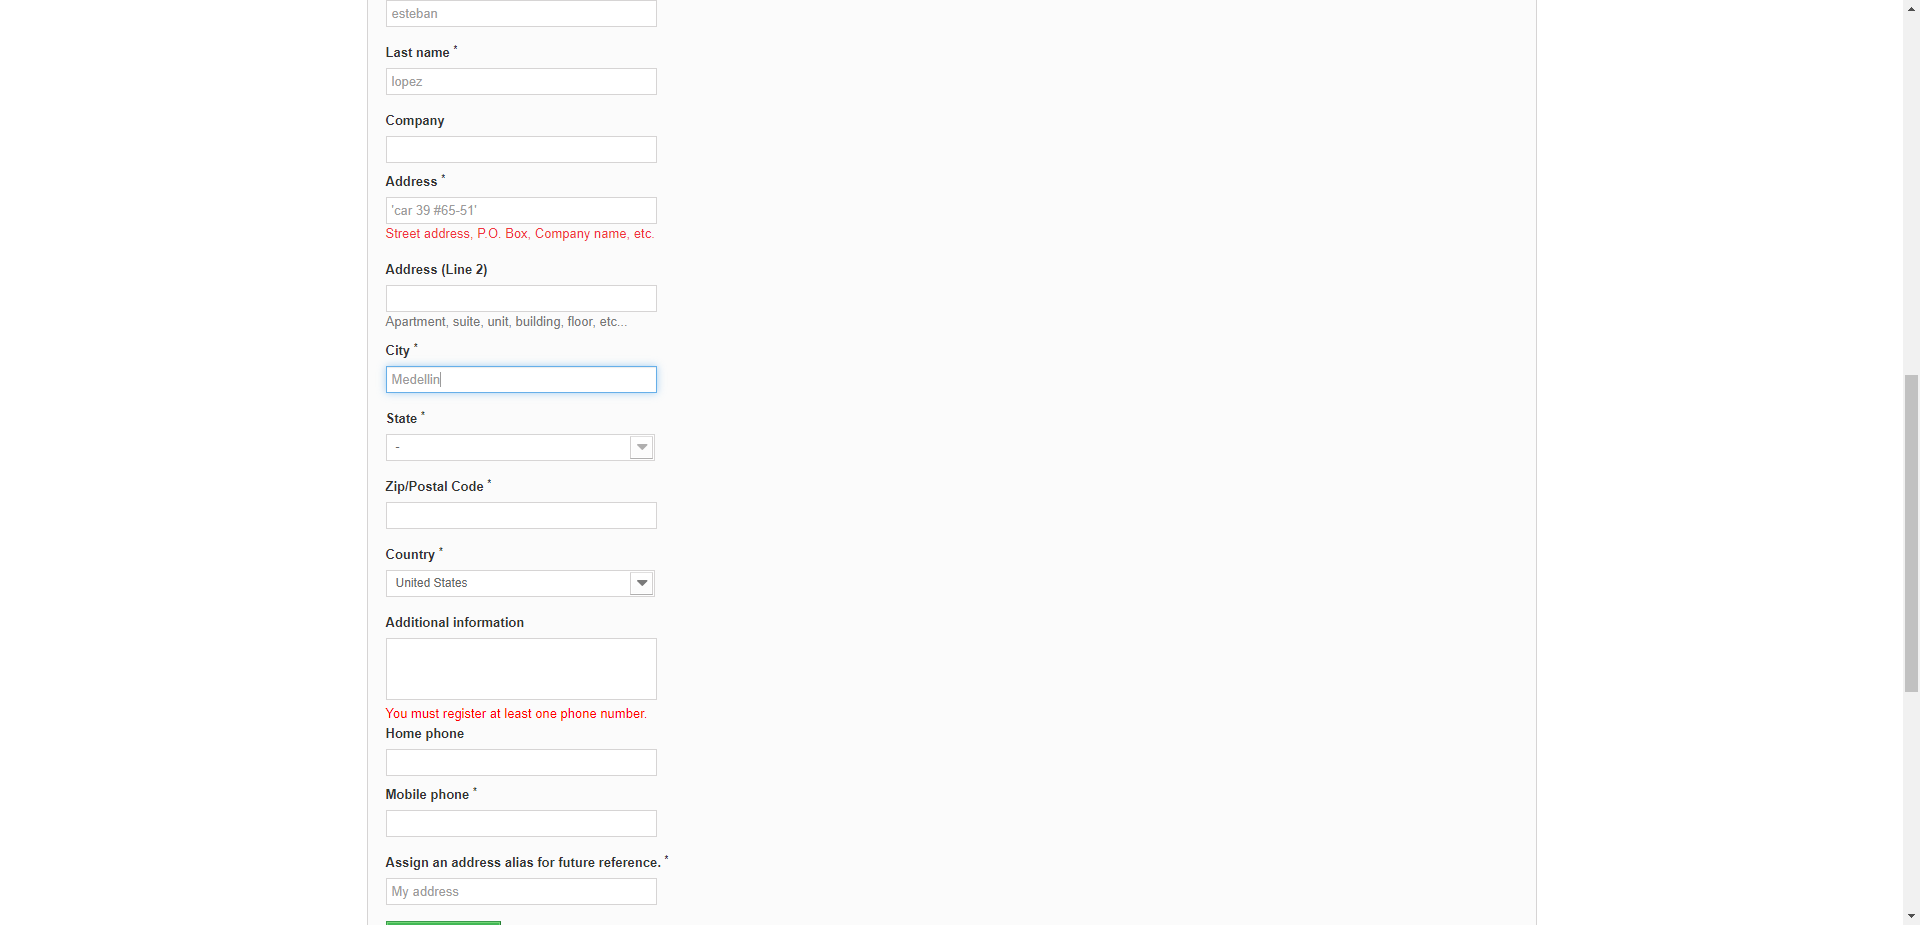 esteban
Last name *
lopez
Company
Address *
'car 39 #65-51'
Street address, P.O. Box, Company name, etc.
Address (Line 2)
Apartment, suite, unit, building, floor, etc...
City *
Medellin
State *
-
Zip/Postal Code *
Country *
United States
Additional information
You must register at least one phone number.
Home phone
Mobile phone *
Assign an address alias for future reference. *
My address